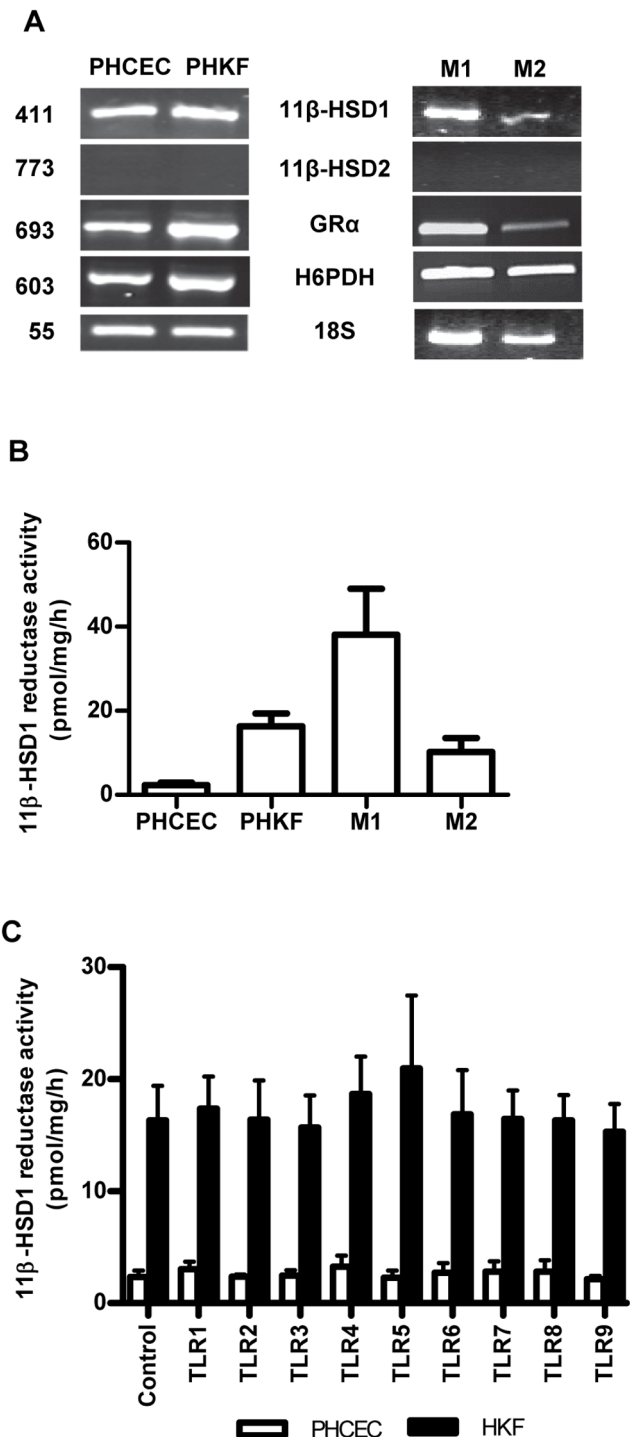 A
PHCEC PHKF
M1 M2
411 11β-HSD1
773 11β-HSD2
693 GRα
603 H6PDH
55 18S
B
11β-HSD1 reductase activity
(pmol/mg/h)
60
40
20
0
PHCEC PHKF M1 M2
C
11β-HSD1 reductase activity
(pmol/mg/h)
30
20
10
0
Control TLR1 TLR2 TLR3 TLR4 TLR5 TLR6 TLR7 TLR8 TLR9
PHCEC HKF